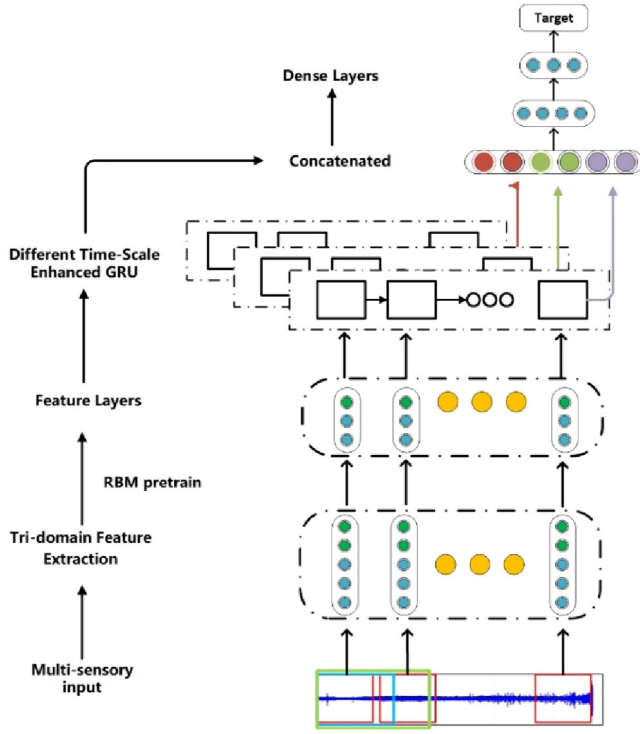 Target
Dense Layers
Concatenated
Different Time-Scale
Enhanced GRU
Feature Layers
RBM pretrain
Tri-domain Feature
Extraction
Multi-sensory
input